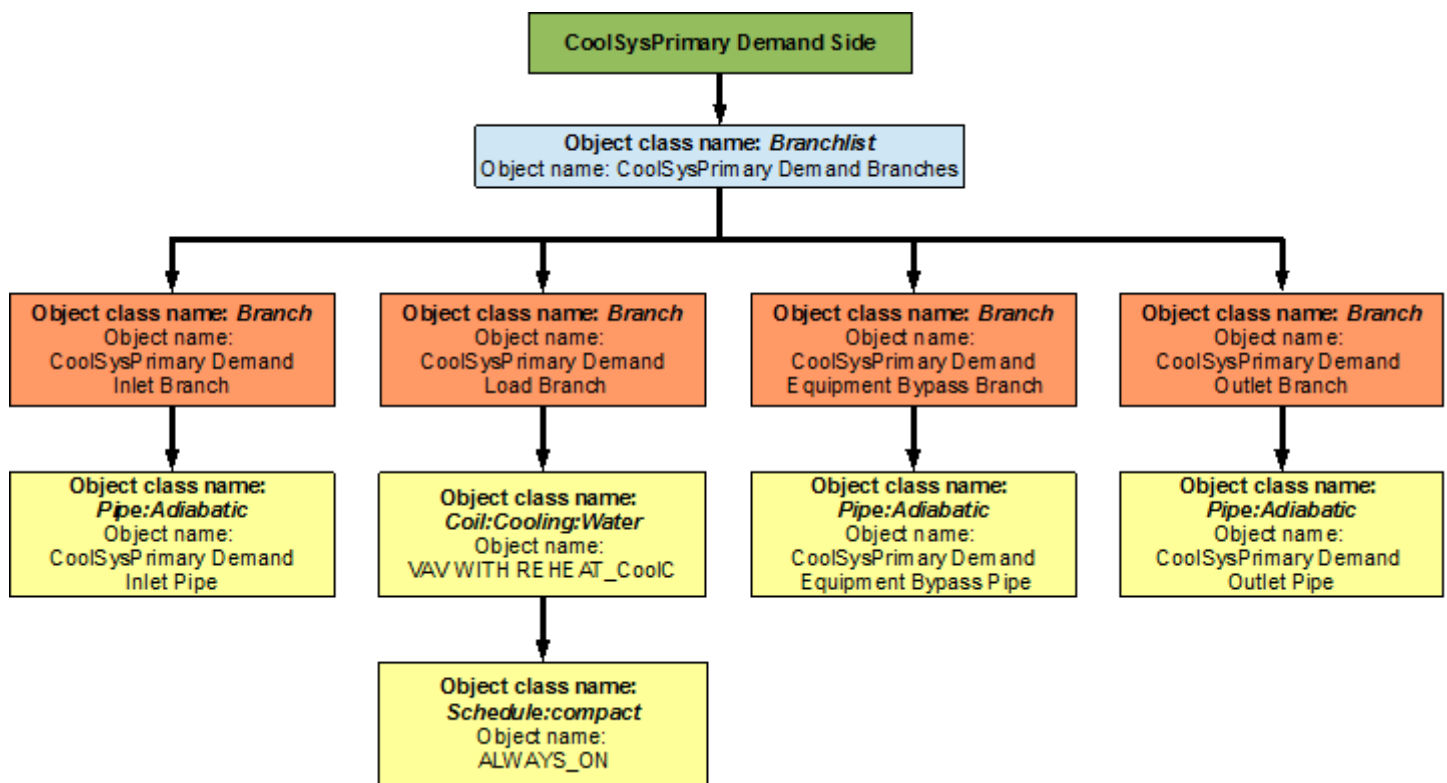 CoolSysPrimary Demand Side
Object class name: Branchlist
Object name: CoolSysPrimary Demand Branches
Object class name: Branch
Object name:
CoolSysPrimary Demand
Inlet Branch
Object class name: Branch
Object name:
CoolSysPrimary Demand
Load Branch
Object class name: Branch
Object name:
CoolSysPrimary Demand
Equipment Bypass Branch
Object class name: Branch
Object name:
CoolSysPrimary Demand
Outlet Branch
Object class name:
Pipe:Adiabatic
Object name:
CoolSysPrimary Demand
Inlet Pipe
Object class name:
Coil:Cooling:Water
Object name:
VAV WITH REHEAT_CoolC
Object class name:
Pipe:Adiabatic
Object name:
CoolSysPrimary Demand
Equipment Bypass Pipe
Object class name:
Pipe:Adiabatic
Object name:
CoolSysPrimary Demand
Outlet Pipe
Object class name:
Schedule:compact
Object name:
ALWAYS_ON